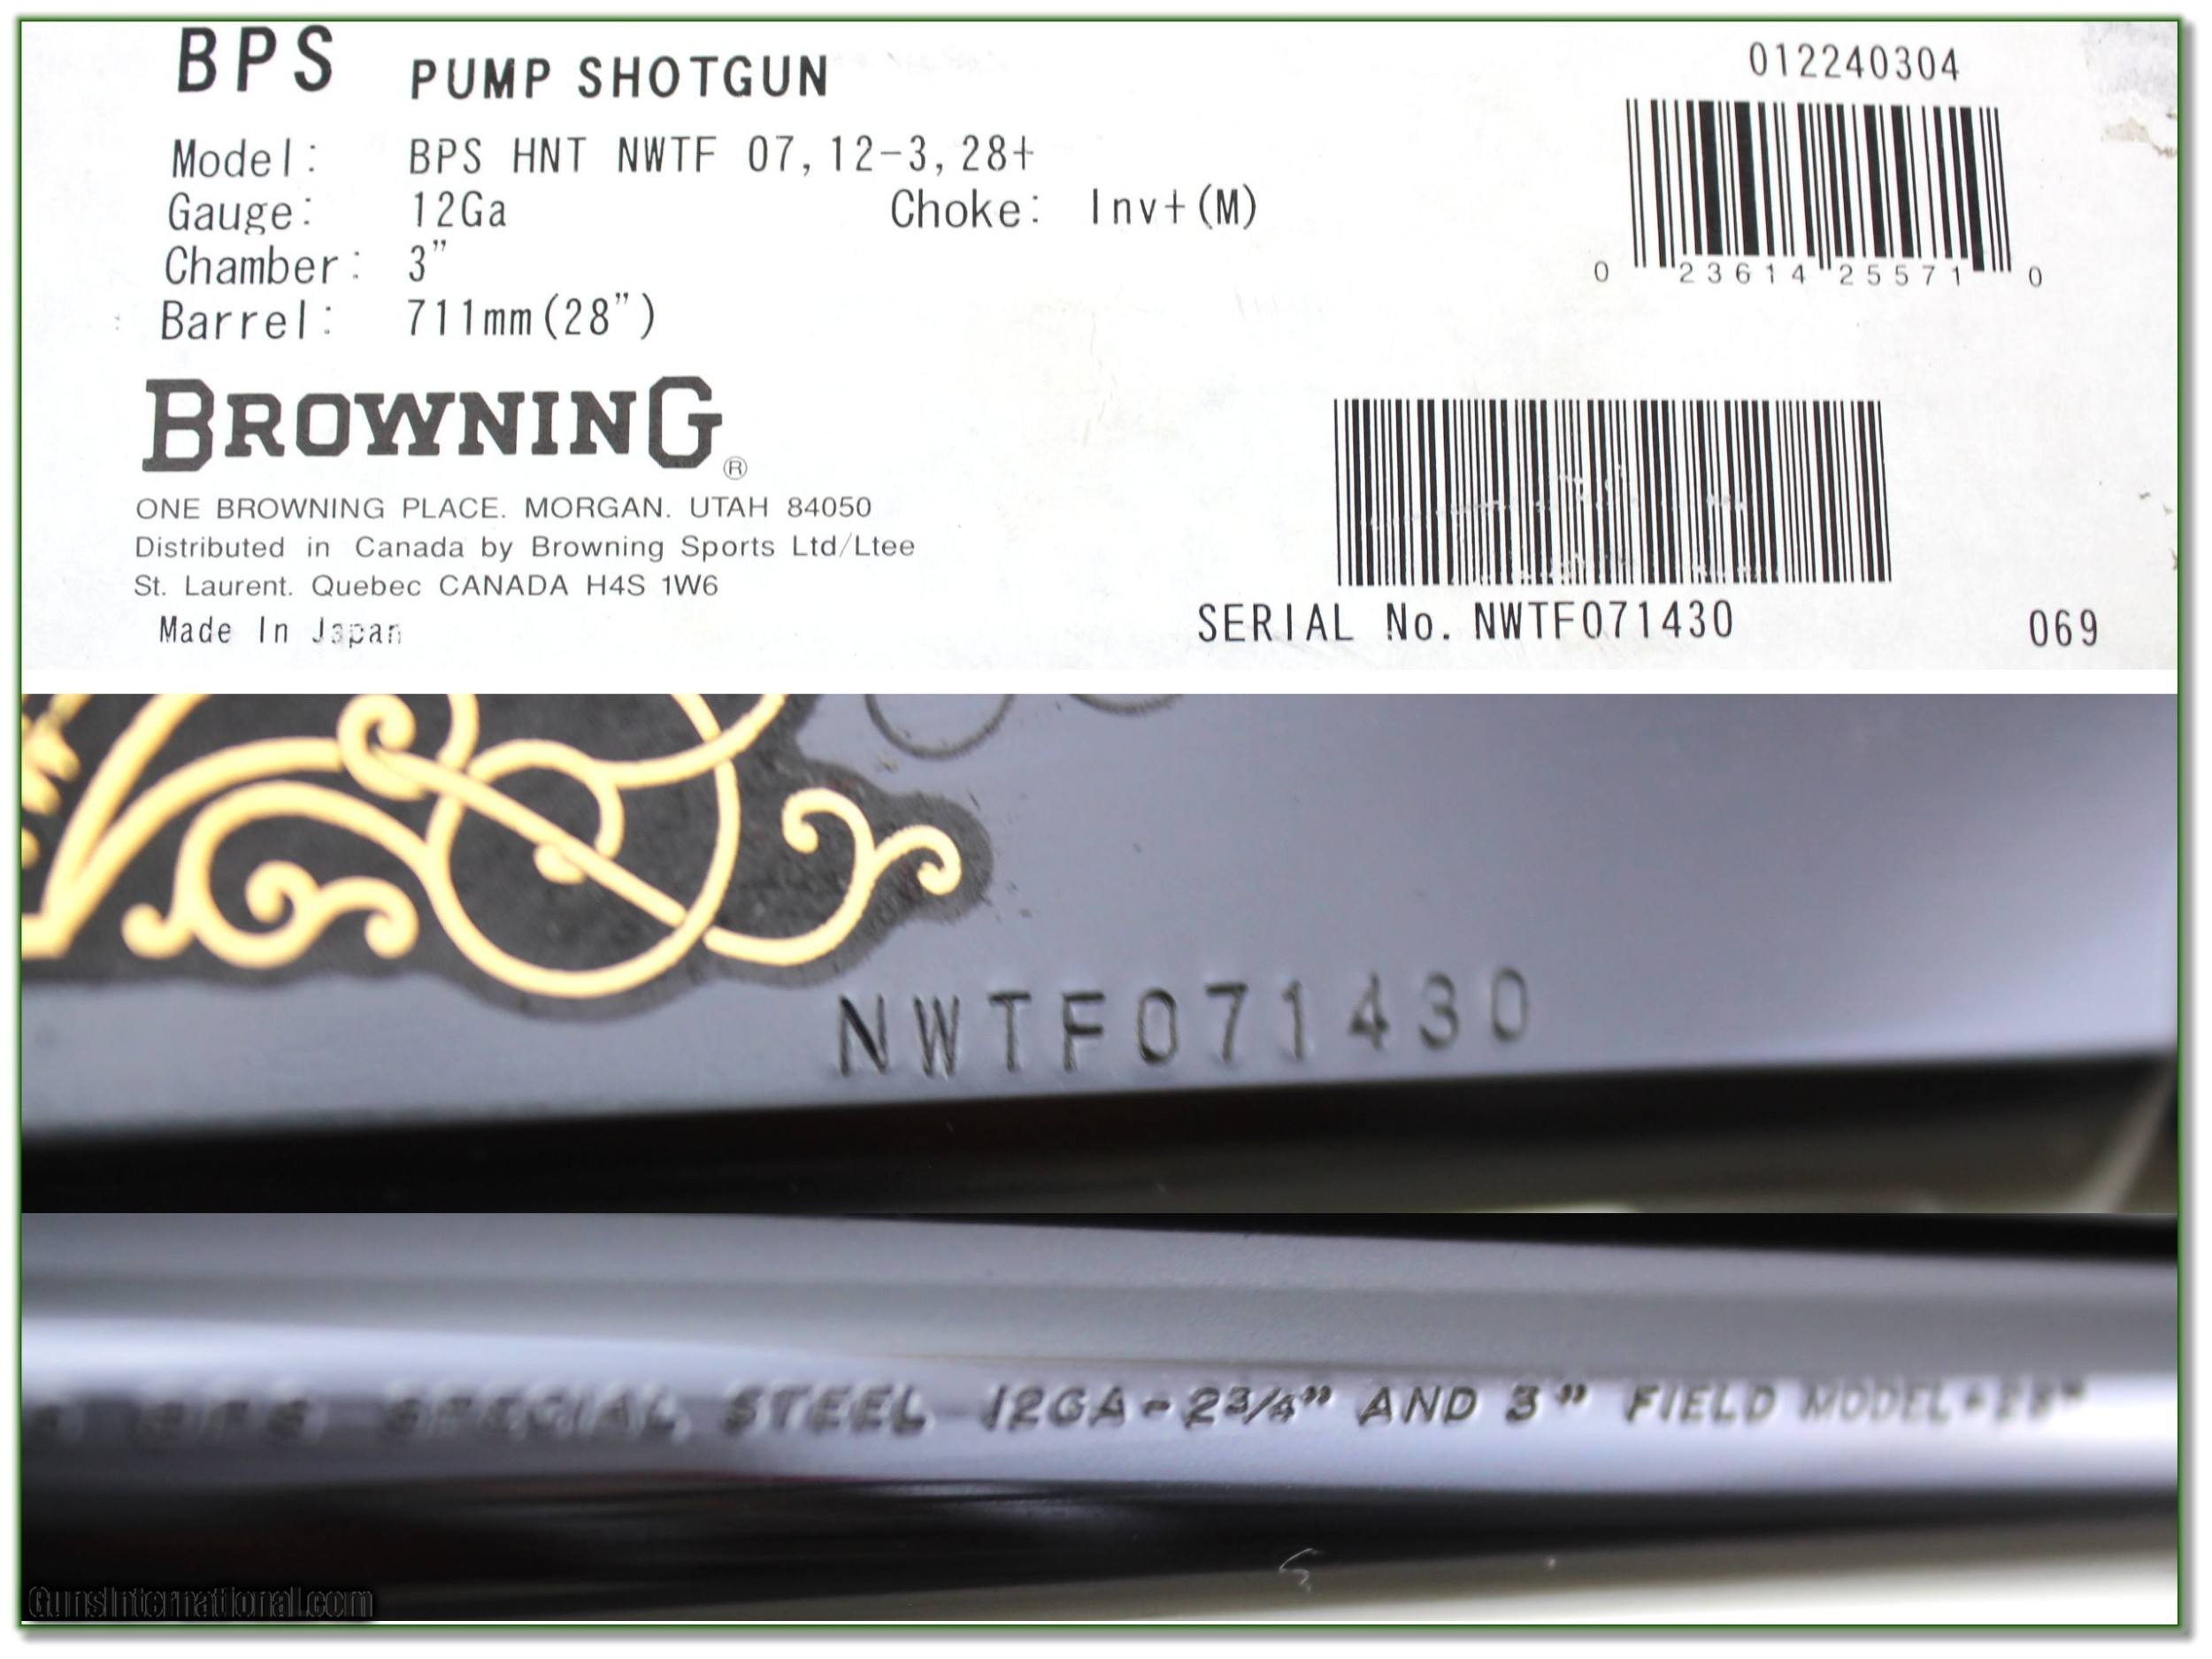 BPS PUMP SHOTGUN
012240304
Model: BPS HNT NWTF 07, 12-3, 28+
Gauge: 12Ga Choke: Inv+(M)
Chamber: 3"
Barrel: 711mm(28")
0 23614 25571 0
BROWNING®
ONE BROWNING PLACE. MORGAN. UTAH 84050
Distributed in Canada by Browning Sports Ltd/Ltee
St. Laurent. Quebec CANADA H4S 1W6
Made In Japan
SERIAL No. NWTF071430
069
NWTF071430
BPS SPECIAL STEEL 12GA-2¾" AND 3" FIELD MODEL+28"
GunsInternational.com